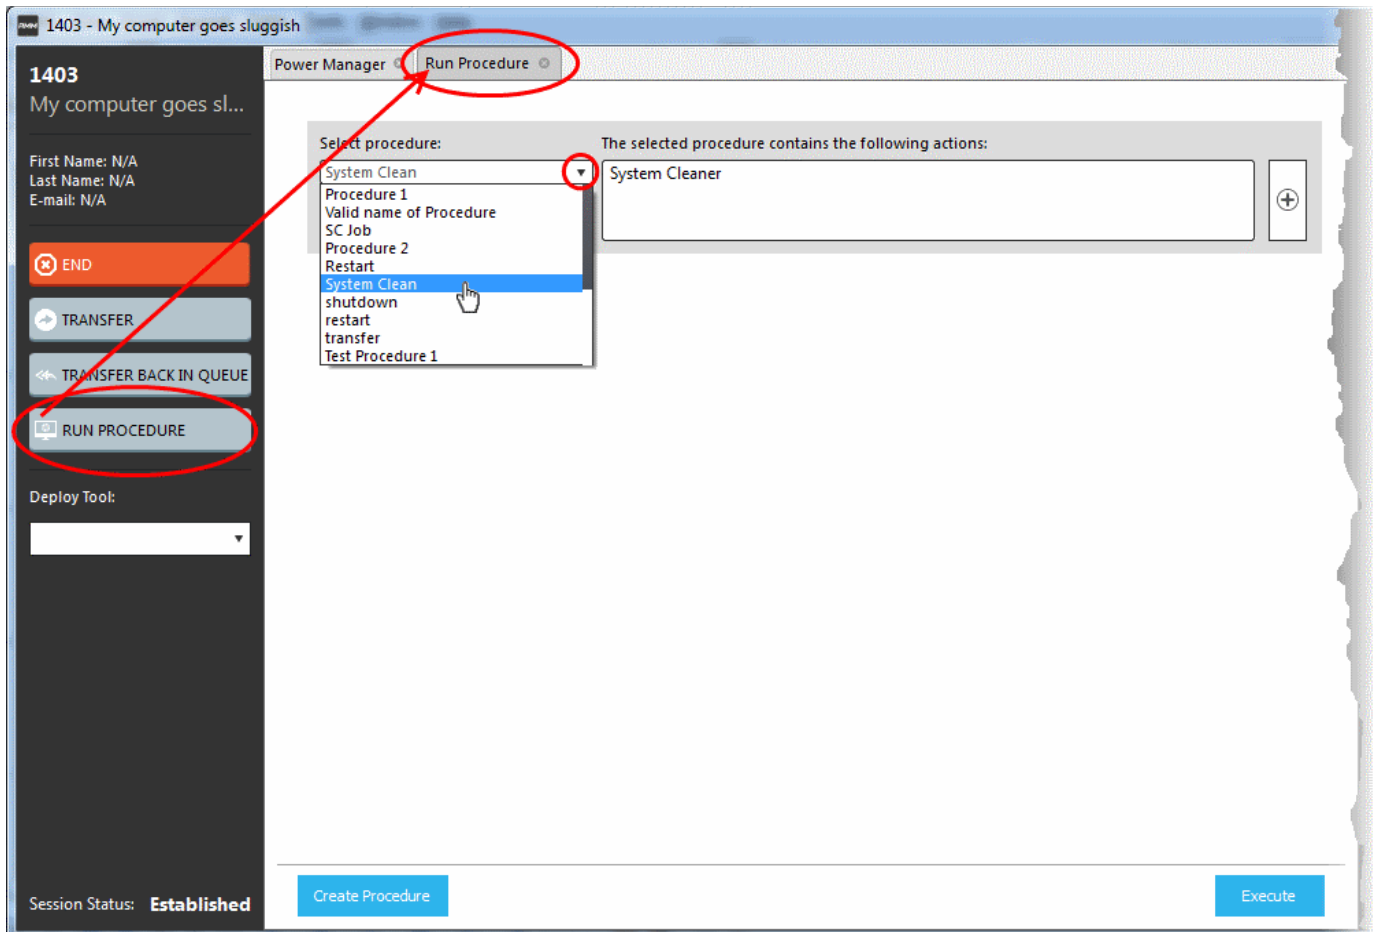 1403 - My computer goes sluggish
1403
My computer goes sl...
First Name: N/A
Last Name: N/A
E-mail: N/A
END
TRANSFER
TRANSFER BACK IN QUEUE
RUN PROCEDURE
Deploy Tool:
Session Status: Established
Power Manager
Run Procedure
Select procedure:
The selected procedure contains the following actions:
System Clean
System Cleaner
Procedure 1
Valid name of Procedure
SC Job
Procedure 2
Restart
System Clean
shutdown
restart
transfer
Test Procedure 1
Create Procedure
Execute